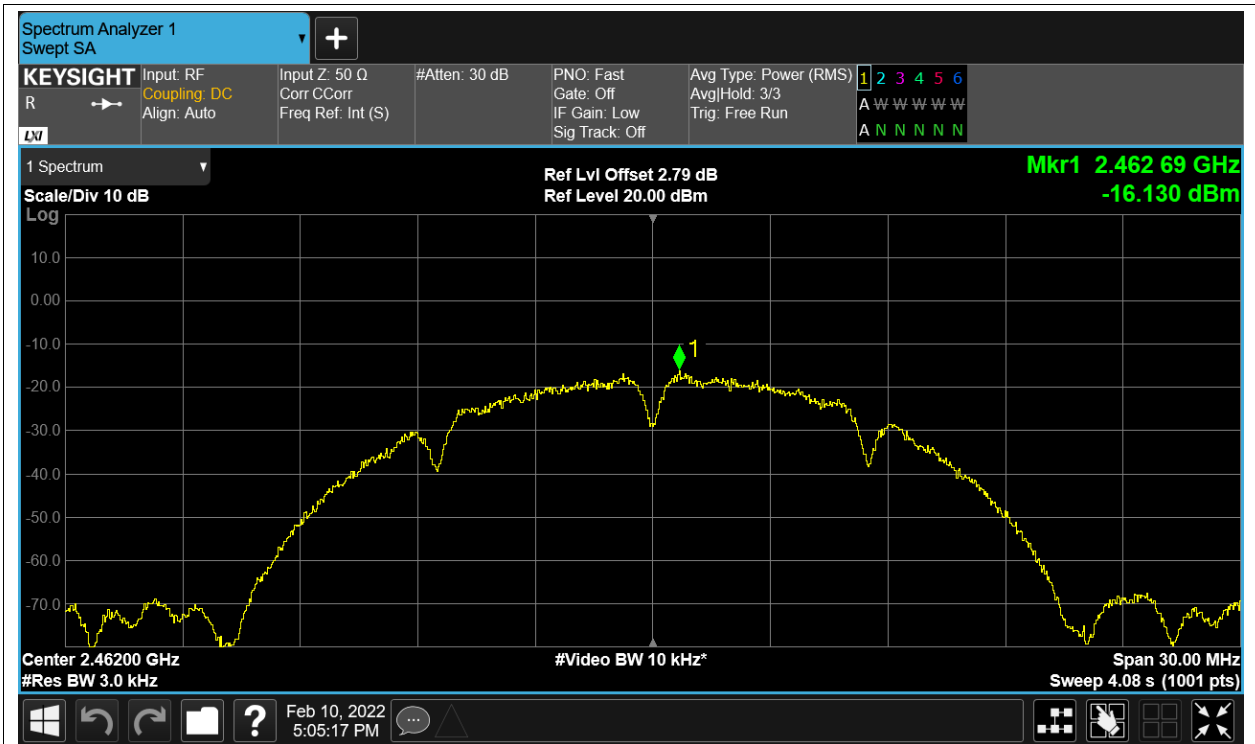 Spectrum Analyzer 1
Swept SA
KEYSIGHT
R
LXI
Input: RF
Coupling: DC
Align: Auto
Input Z: 50 Ω
Corr CCorr
Freq Ref: Int (S)
#Atten: 30 dB
PNO: Fast
Gate: Off
IF Gain: Low
Sig Track: Off
Avg Type: Power (RMS)
Avg|Hold: 3/3
Trig: Free Run
1 2 3 4 5 6
A W W W W W
A N N N N N
1 Spectrum
Scale/Div 10 dB
Log
Ref Lvl Offset 2.79 dB
Ref Level 20.00 dBm
Mkr1 2.462 69 GHz
-16.130 dBm
10.0
0.00
-10.0
1
-20.0
-30.0
-40.0
-50.0
-60.0
-70.0
Center 2.46200 GHz
#Video BW 10 kHz*
Span 30.00 MHz
#Res BW 3.0 kHz
Sweep 4.08 s (1001 pts)
?
Feb 10, 2022
5:05:17 PM